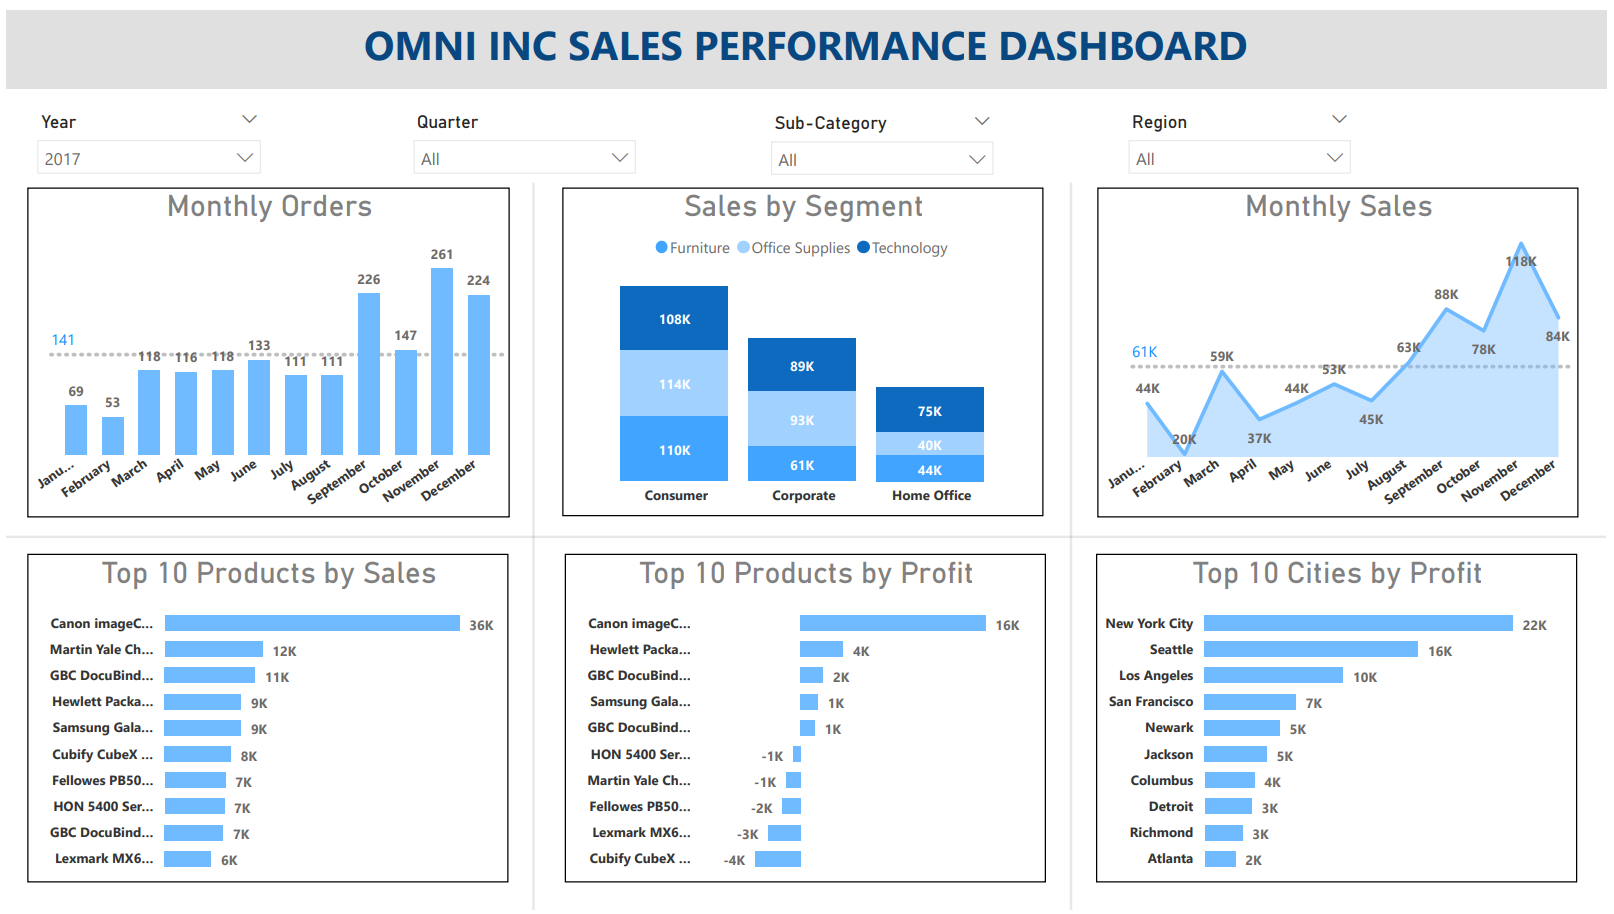 OMNI INC SALES PERFORMANCE DASHBOARD
Year
2017
Quarter
All
Sub-Category
All
Region
All
Monthly Orders
141
69
53
118
116
118
133
111
111
226
147
261
224
Janu...
February
March
April
May
June
July
August
September
October
November
December
Sales by Segment
Furniture Office Supplies Technology
108K
114K
110K
89K
93K
61K
75K
40K
44K
Consumer
Corporate
Home Office
Monthly Sales
61K
44K
20K
59K
37K
44K
53K
45K
63K
88K
78K
118K
84K
Janu...
February
March
April
May
June
July
August
September
October
November
December
Top 10 Products by Sales
Canon imageC... 36K
Martin Yale Ch... 12K
GBC DocuBind... 11K
Hewlett Packa... 9K
Samsung Gala... 9K
Cubify CubeX ... 8K
Fellowes PB50... 7K
HON 5400 Ser... 7K
GBC DocuBind... 7K
Lexmark MX6... 6K
Top 10 Products by Profit
Canon imageC... 16K
Hewlett Packa... 4K
GBC DocuBind... 2K
Samsung Gala... 1K
GBC DocuBind... 1K
HON 5400 Ser... -1K
Martin Yale Ch... -1K
Fellowes PB50... -2K
Lexmark MX6... -3K
Cubify CubeX ... -4K
Top 10 Cities by Profit
New York City 22K
Seattle 16K
Los Angeles 10K
San Francisco 7K
Newark 5K
Jackson 5K
Columbus 4K
Detroit 3K
Richmond 3K
Atlanta 2K